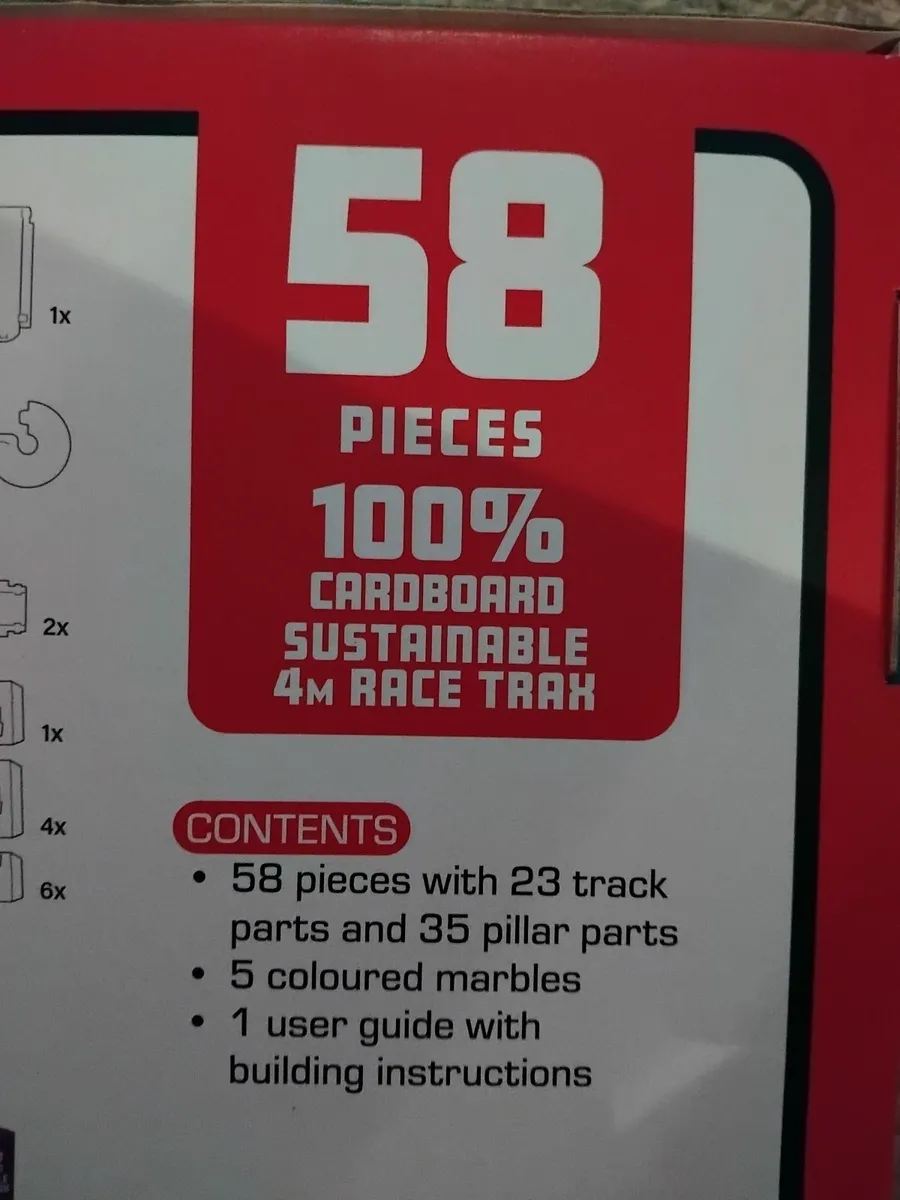 58
PIECES
100%
CARDBOARD
SUSTAINABLE
4M RACE TRAX
1x
2x
1x
4x
6x
CONTENTS
• 58 pieces with 23 track
parts and 35 pillar parts
• 5 coloured marbles
• 1 user guide with
building instructions